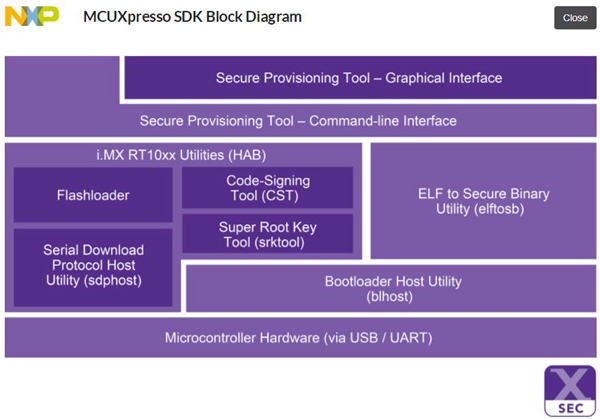 NXP
MCUXpresso SDK Block Diagram
Close
Secure Provisioning Tool – Graphical Interface
Secure Provisioning Tool – Command-line Interface
i.MX RT10xx Utilities (HAB)
Flashloader
Code-Signing
Tool (CST)
Super Root Key
Tool (srktool)
Serial Download
Protocol Host
Utility (sdphost)
ELF to Secure Binary
Utility (elftosb)
Bootloader Host Utility
(blhost)
Microcontroller Hardware (via USB / UART)
X
SEC